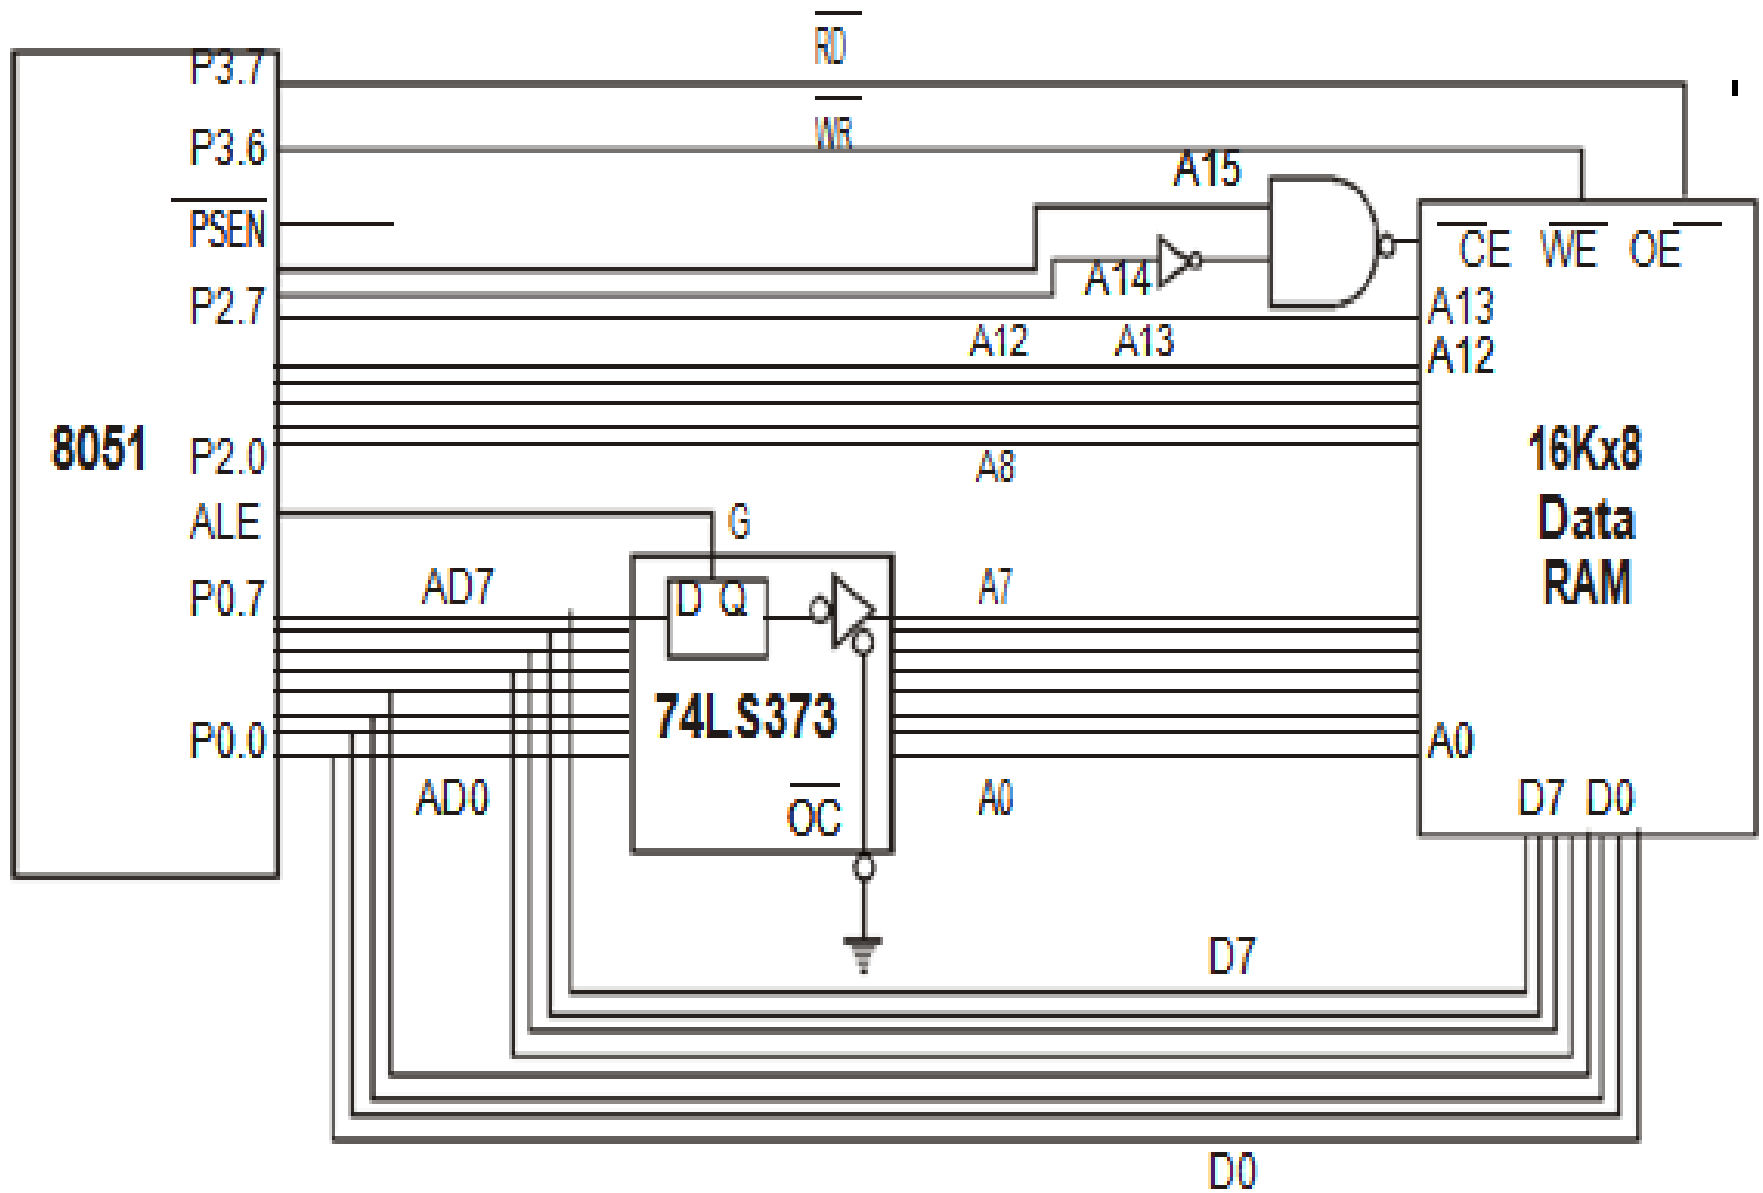 RD
P3.7
WR
P3.6
A15
PSEN
CE WE OE
A14
P2.7
A13
A12 A13
A12
8051
P2.0
A8
16Kx8
Data
RAM
ALE
G
P0.7
AD7
D Q
A7
74LS373
P0.0
A0
AD0
OC
A0
D7 D0
D7
D0